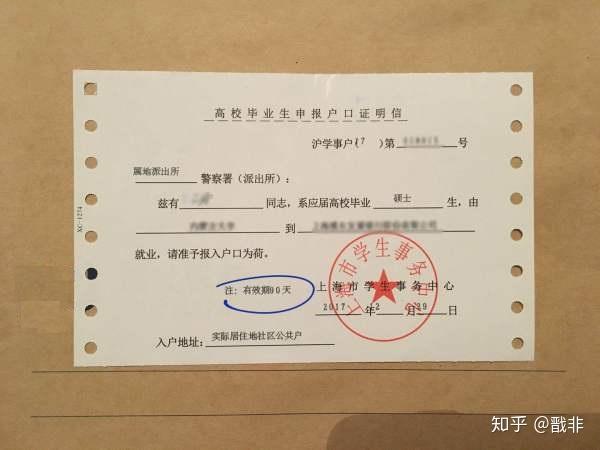 高校毕业生申报户口证明信
沪学事户(7 )第 号
属地派出所 警察署(派出所):
兹有 同志,系应届高校毕业 硕士 生,由
到
就业,请准予报入户口为荷。
注:有效期90天
上海市学生事务中心
上海市学生事务中心
2017 年 2 月 日
入户地址: 实际居住地社区公共户
XC-1274
知乎 @戬非